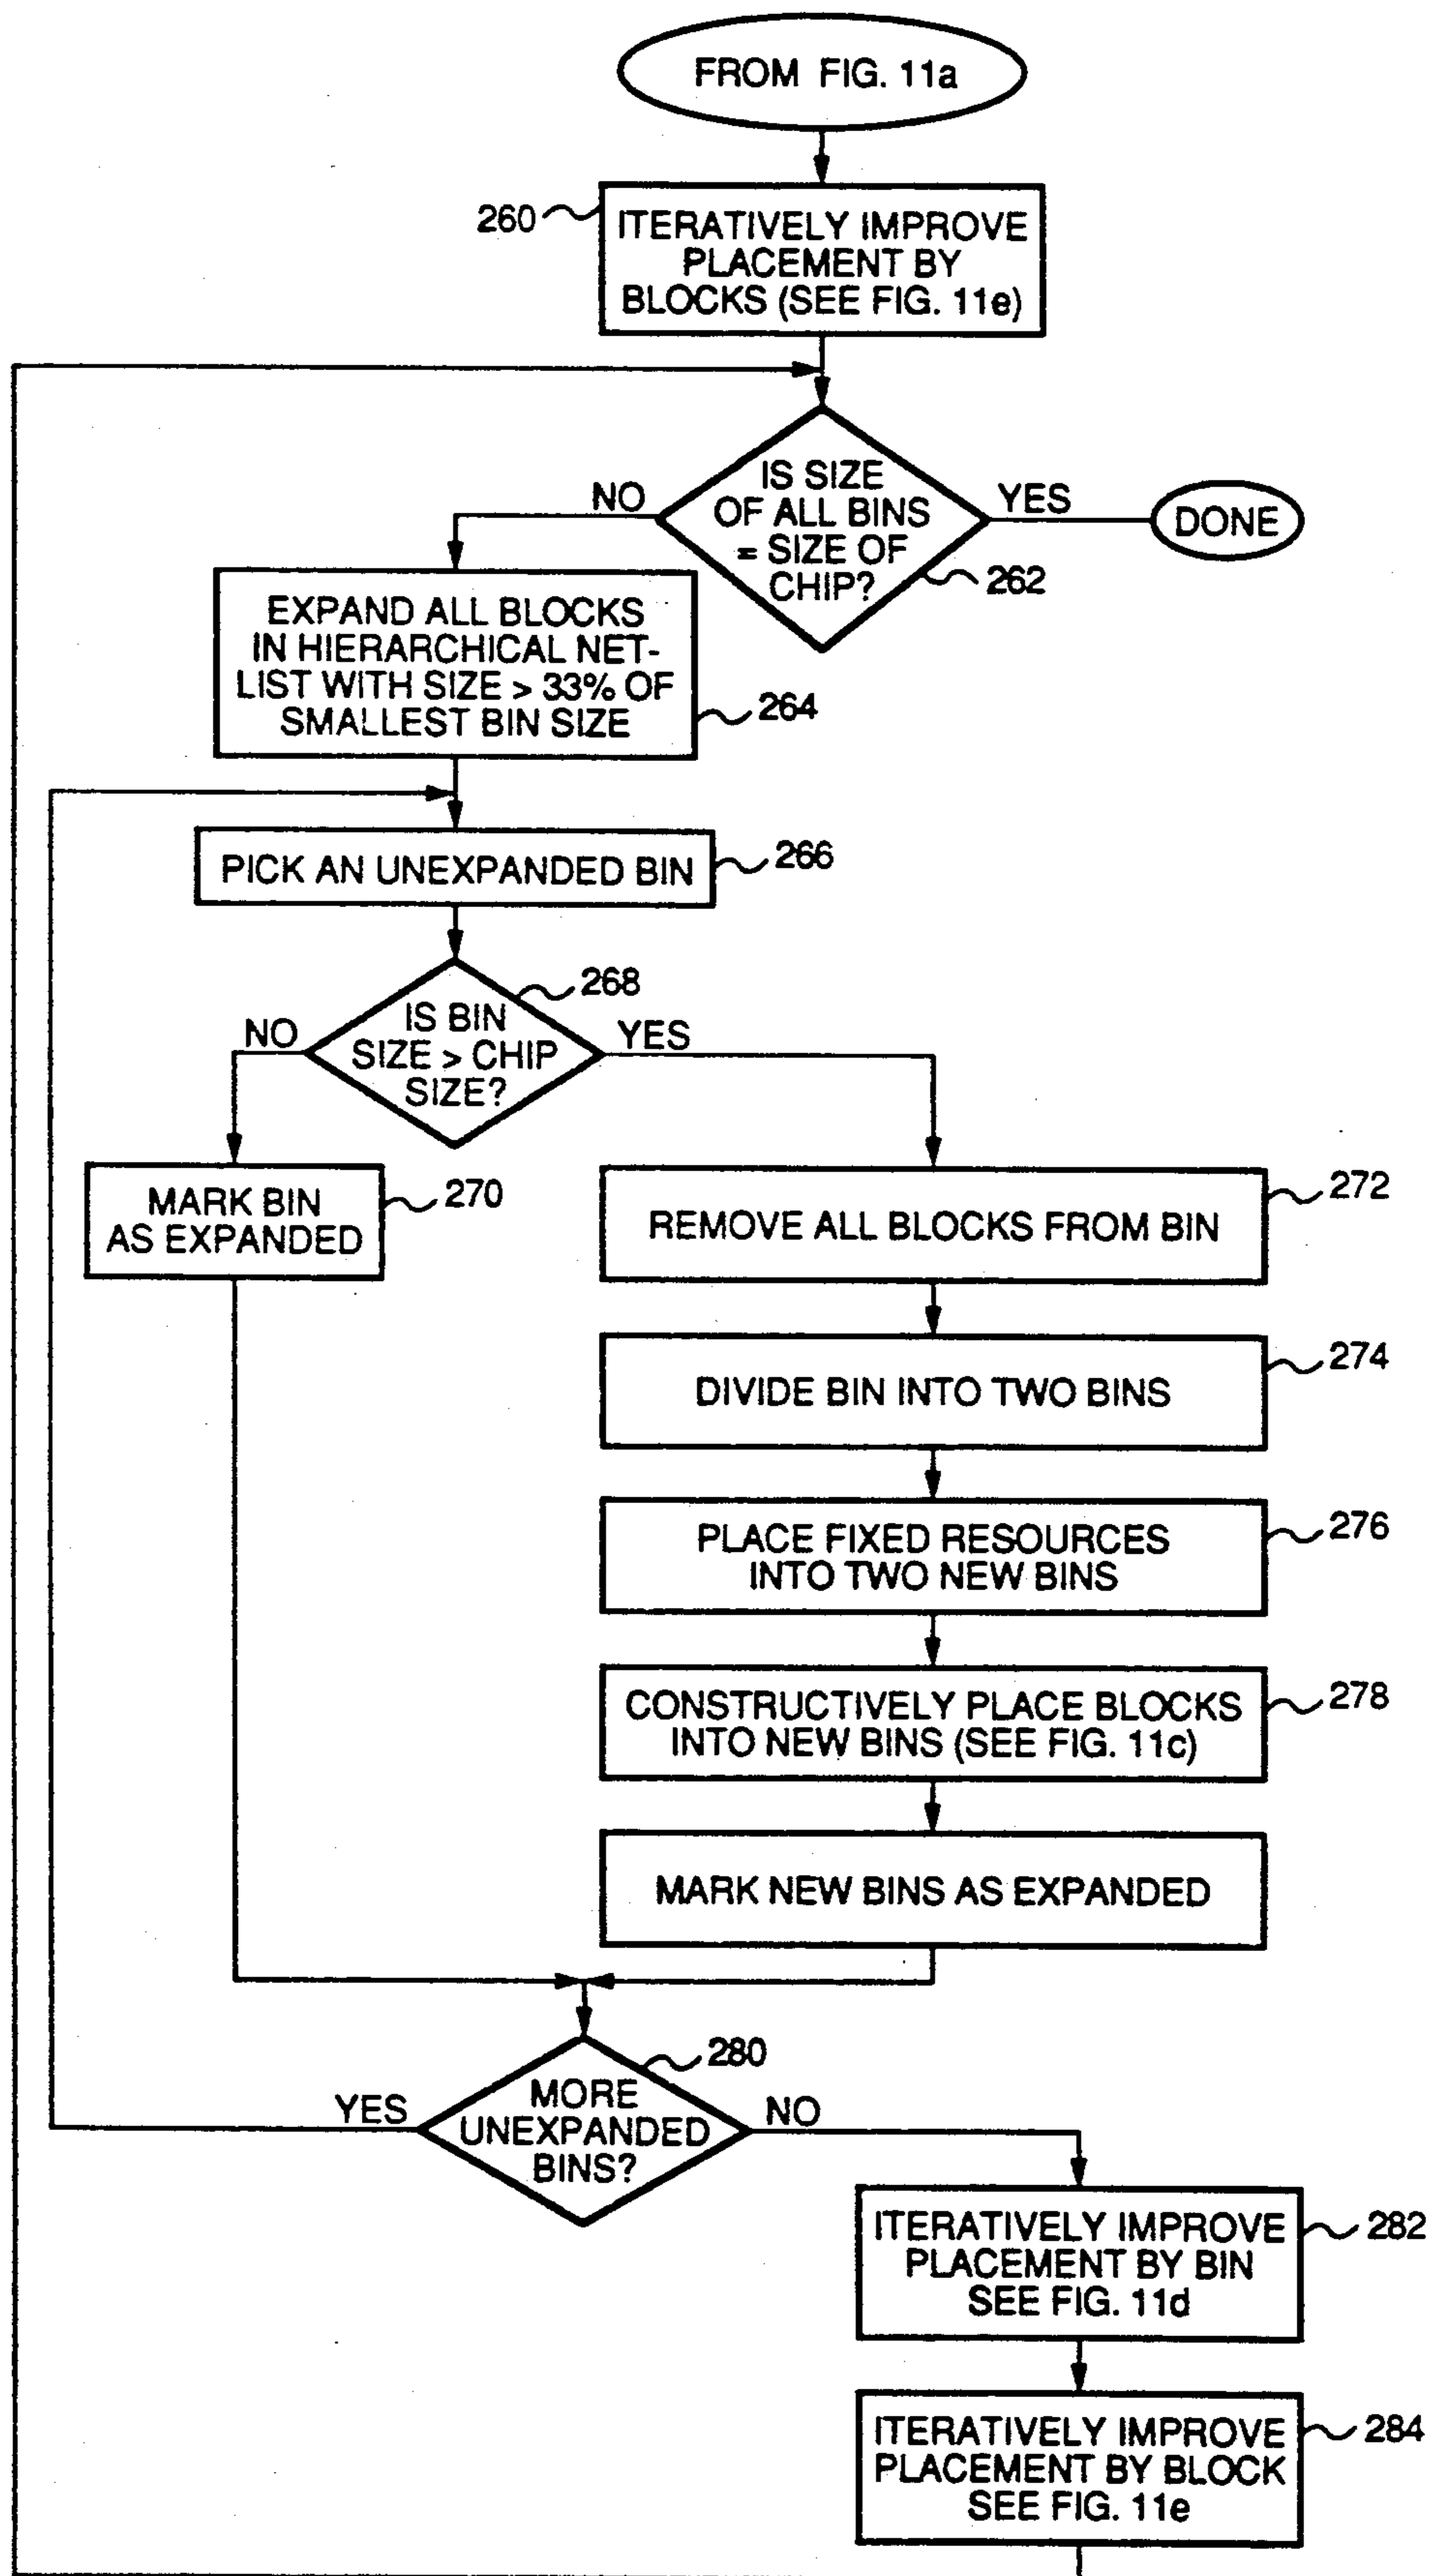 FROM FIG. 11a
260
ITERATIVELY IMPROVE
PLACEMENT BY
BLOCKS (SEE FIG. 11e)
IS SIZE
OF ALL BINS
= SIZE OF
CHIP?
NO
YES
DONE
262
EXPAND ALL BLOCKS
IN HIERARCHICAL NET-
LIST WITH SIZE > 33% OF
SMALLEST BIN SIZE
264
PICK AN UNEXPANDED BIN
266
268
IS BIN
SIZE > CHIP
SIZE?
NO
YES
MARK BIN
AS EXPANDED
270
REMOVE ALL BLOCKS FROM BIN
272
DIVIDE BIN INTO TWO BINS
274
PLACE FIXED RESOURCES
INTO TWO NEW BINS
276
CONSTRUCTIVELY PLACE BLOCKS
INTO NEW BINS (SEE FIG. 11c)
278
MARK NEW BINS AS EXPANDED
280
MORE
UNEXPANDED
BINS?
YES
NO
ITERATIVELY IMPROVE
PLACEMENT BY BIN
SEE FIG. 11d
282
ITERATIVELY IMPROVE
PLACEMENT BY BLOCK
SEE FIG. 11e
284